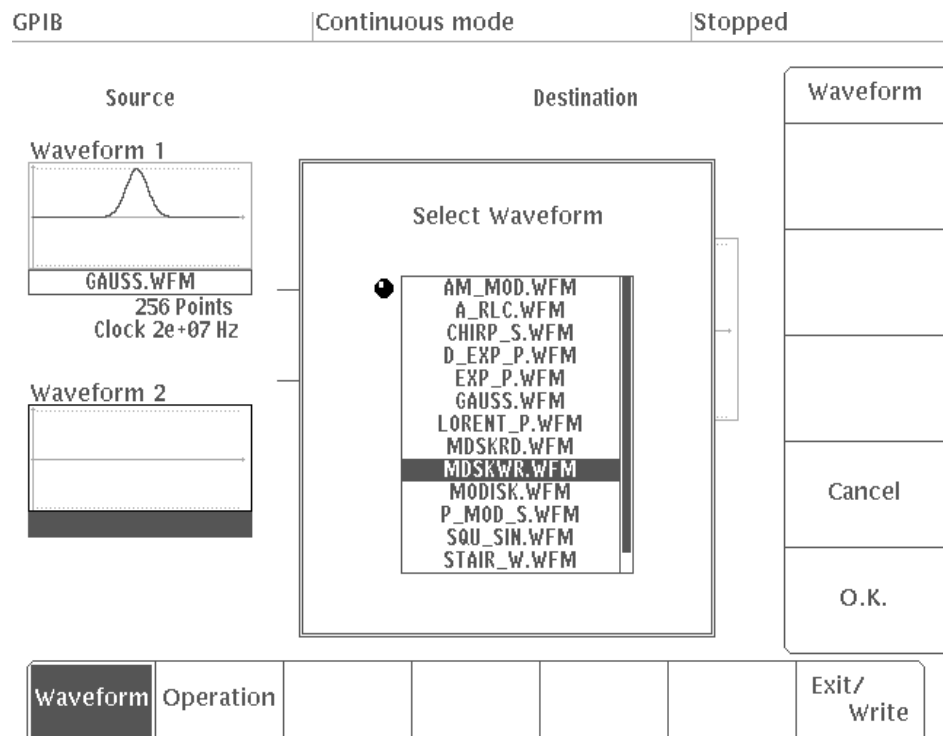 GPIB Continuous mode Stopped
Source
Destination
Waveform 1
GAUSS.WFM
256 Points
Clock 2e+07 Hz
Waveform 2
Select Waveform
AM_MOD.WFM
A_RLC.WFM
CHIRP_S.WFM
D_EXP_P.WFM
EXP_P.WFM
GAUSS.WFM
LORENT_P.WFM
MDSKRD.WFM
MDSKWR.WFM
MODISK.WFM
P_MOD_S.WFM
SQU_SIN.WFM
STAIR_W.WFM
Waveform
Cancel
O.K.
Waveform Operation
Exit/
Write